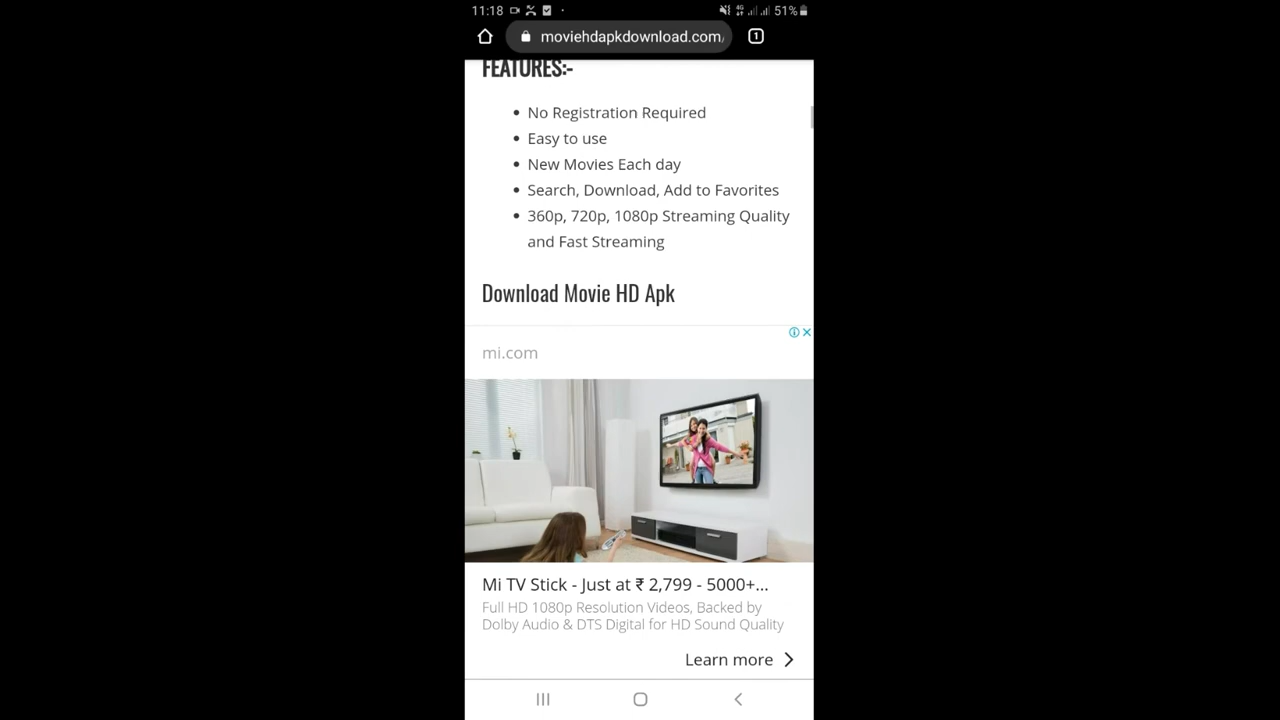 11:18
4G
51%
moviehdapkdownload.com/
1
FEATURES:-
No Registration Required
Easy to use
New Movies Each day
Search, Download, Add to Favorites
360p, 720p, 1080p Streaming Quality
and Fast Streaming
Download Movie HD Apk
mi.com
Mi TV Stick - Just at ₹ 2,799 - 5000+...
Full HD 1080p Resolution Videos, Backed by
Dolby Audio & DTS Digital for HD Sound Quality
Learn more